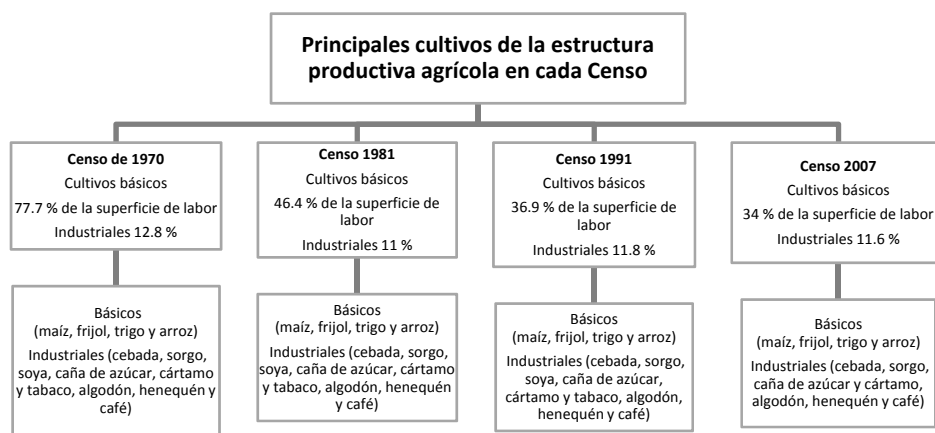 Principales cultivos de la estructura
productiva agrícola en cada Censo
Censo de 1970
Cultivos básicos
77.7 % de la superficie de labor
Industriales 12.8 %
Censo 1981
Cultivos básicos
46.4 % de la superficie de
labor
Industriales 11 %
Censo 1991
Cultivos básicos
36.9 % de la superficie de
labor
Industriales 11.8 %
Censo 2007
Cultivos básicos
34 % de la superficie de labor
Industriales 11.6 %
Básicos
(maíz, frijol, trigo y arroz)
Industriales (cebada, sorgo,
soya, caña de azúcar, cártamo
y tabaco, algodón, henequén y
café)
Básicos
(maíz, frijol, trigo y arroz)
Industriales (cebada, sorgo,
soya, caña de azúcar, cártamo
y tabaco, algodón, henequén
y café)
Básicos
(maíz, frijol, trigo y arroz)
Industriales (cebada, sorgo,
soya, caña de azúcar,
cártamo y tabaco, algodón,
henequén y café)
Básicos
(maíz, frijol, trigo y arroz)
Industriales (cebada, sorgo,
caña de azúcar y cártamo,
algodón, henequén y café)